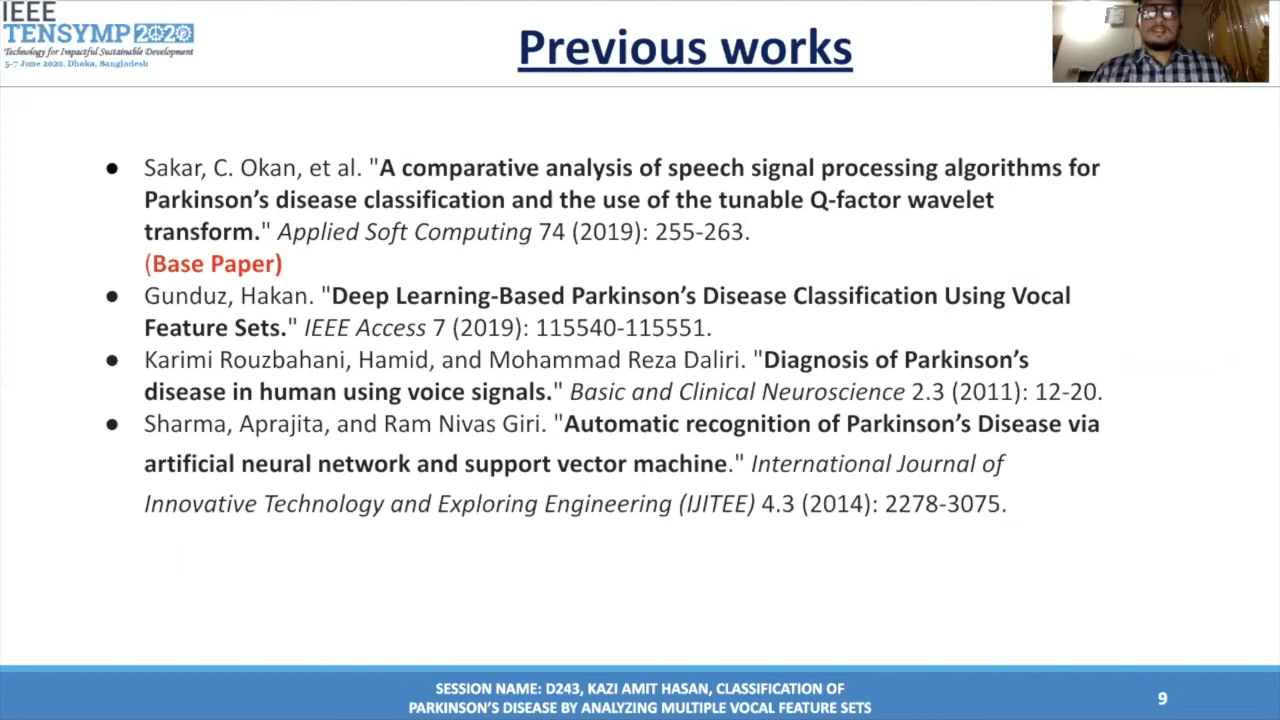 IEEE
TENSYMP 2020
Technology for Impactful Sustainable Development
5-7 June 2020, Dhaka, Bangladesh
Previous works
● Sakar, C. Okan, et al. "A comparative analysis of speech signal processing algorithms for
Parkinson’s disease classification and the use of the tunable Q-factor wavelet
transform." Applied Soft Computing 74 (2019): 255-263.
(Base Paper)
● Gunduz, Hakan. "Deep Learning-Based Parkinson’s Disease Classification Using Vocal
Feature Sets." IEEE Access 7 (2019): 115540-115551.
● Karimi Rouzbahani, Hamid, and Mohammad Reza Daliri. "Diagnosis of Parkinson’s
disease in human using voice signals." Basic and Clinical Neuroscience 2.3 (2011): 12-20.
● Sharma, Aprajita, and Ram Nivas Giri. "Automatic recognition of Parkinson’s Disease via
artificial neural network and support vector machine." International Journal of
Innovative Technology and Exploring Engineering (IJITEE) 4.3 (2014): 2278-3075.
SESSION NAME: D243, KAZI AMIT HASAN, CLASSIFICATION OF
PARKINSON’S DISEASE BY ANALYZING MULTIPLE VOCAL FEATURE SETS
9